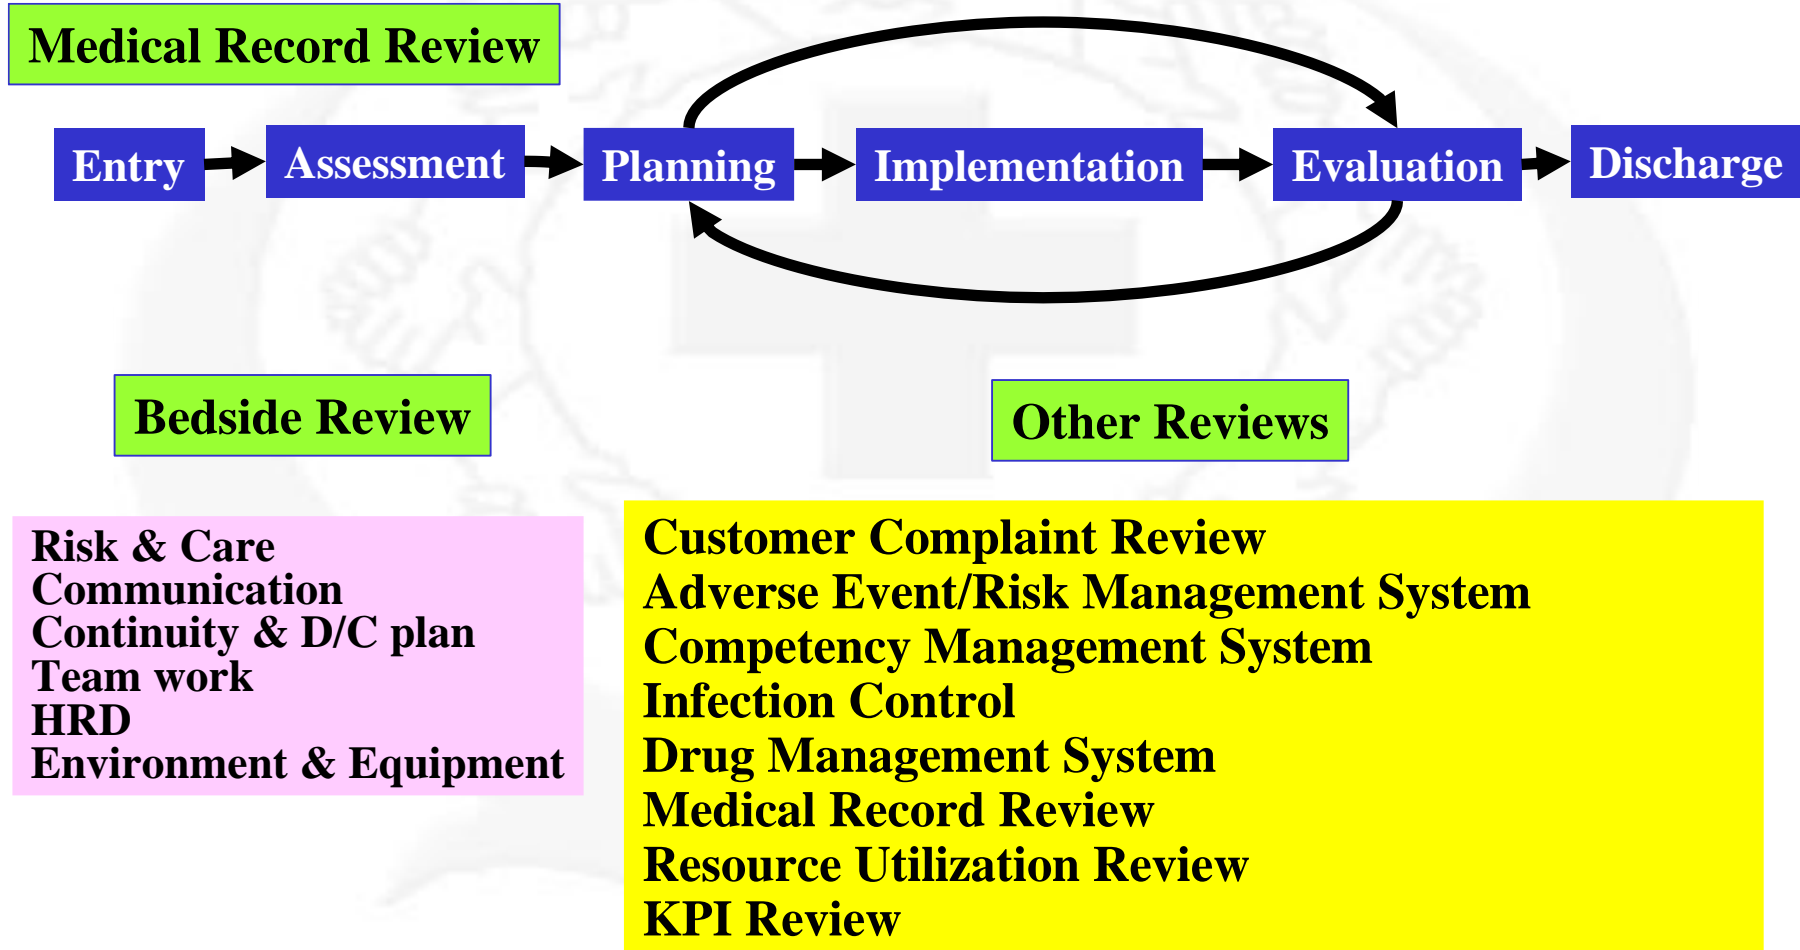 Medical Record Review
Entry
Assessment
Planning
Implementation
Evaluation
Discharge
Bedside Review
Risk & Care
Communication
Continuity & D/C plan
Team work
HRD
Environment & Equipment
Other Reviews
Customer Complaint Review
Adverse Event/Risk Management System
Competency Management System
Infection Control
Drug Management System
Medical Record Review
Resource Utilization Review
KPI Review